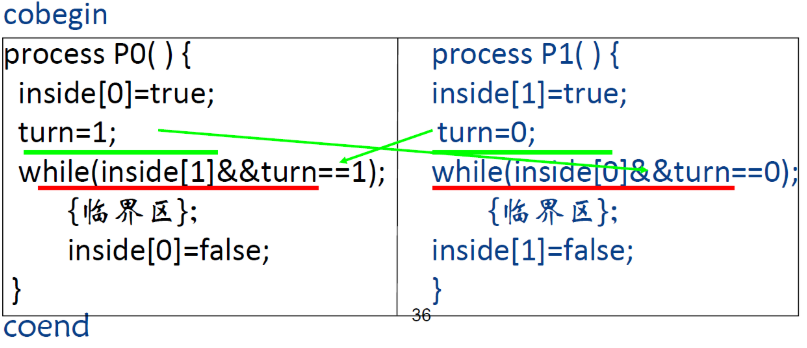 cobegin
process P0( ) {
inside[0]=true;
turn=1;
while(inside[1]&&turn==1);
{临界区};
inside[0]=false;
}
process P1( ) {
inside[1]=true;
turn=0;
while(inside[0]&&turn==0);
{临界区};
inside[1]=false;
}
36
coend